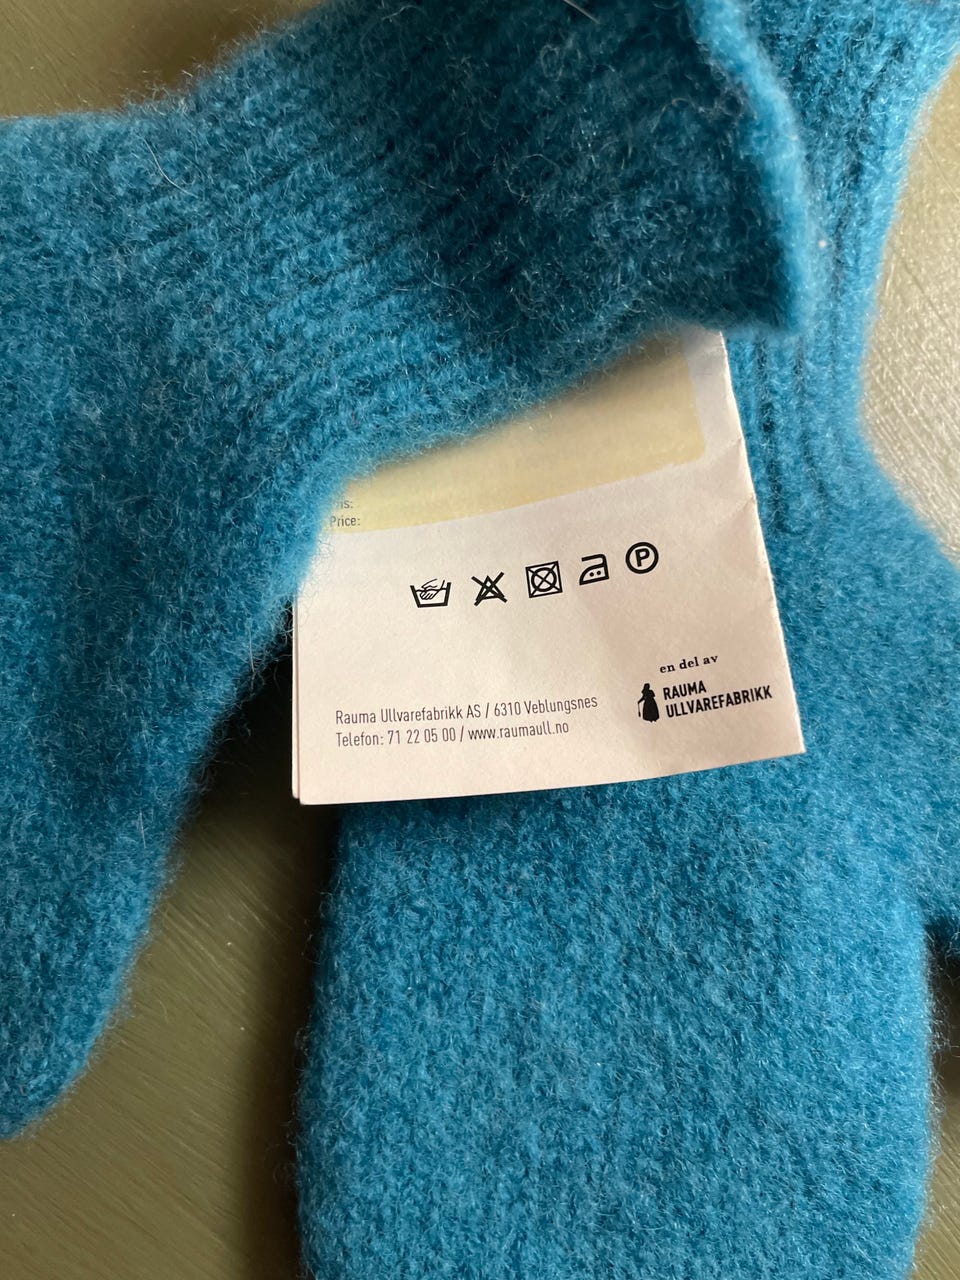 Price:
P
en del av
RAUMA
ULLVAREFABRIKK
Rauma Ullvarefabrikk AS / 6310 Veblungsnes
Telefon: 71 22 05 00 / www.raumaull.no